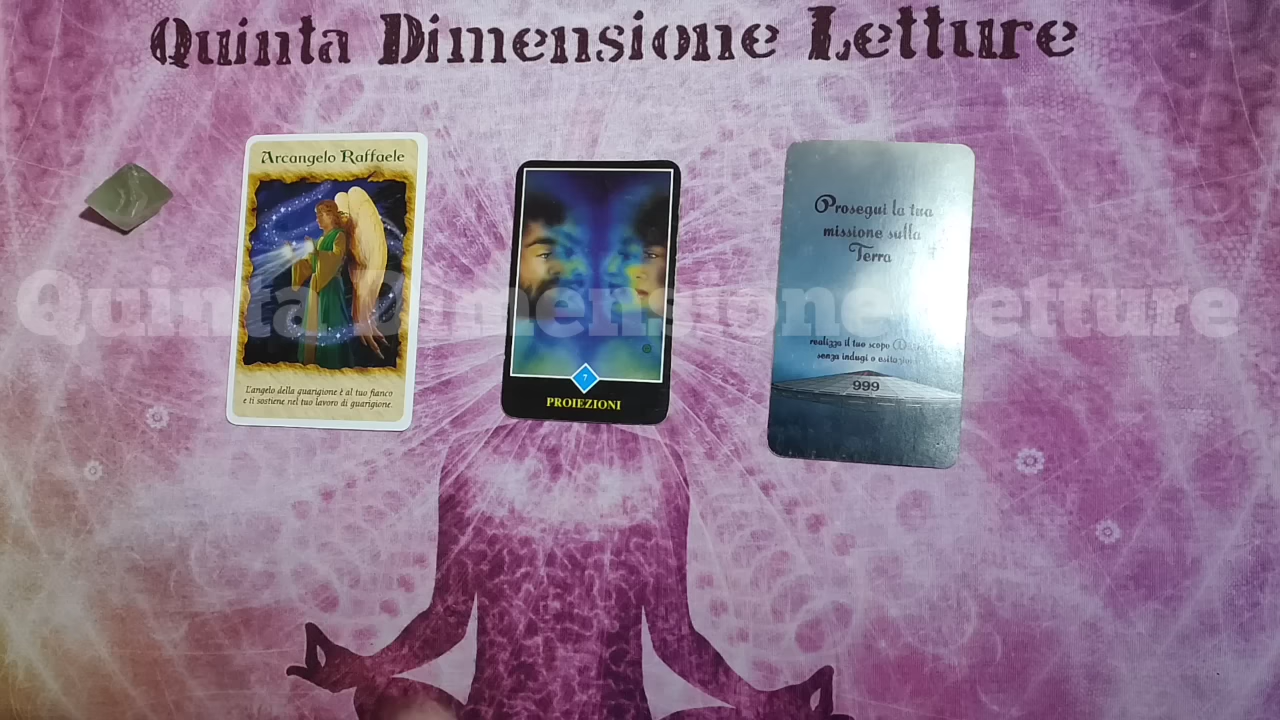 Quinta Dimensione Letture
Arcangelo Raffaele
L'angelo della guarigione è al tuo fianco
e ti sostiene nel tuo lavoro di guarigione.
7
PROIEZIONI
Prosegui la tua
missione sulla
Terra
realizza il tuo scopo
senza indugi o
999
Quinta Dimensione Letture